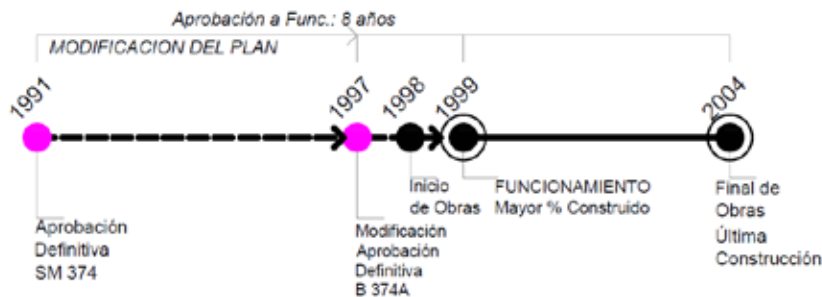 Aprobación a Func.: 8 años
MODIFICACION DEL PLAN
1991
1997
1998
1999
2004
Aprobación
Definitiva
SM 374
Modificación
Aprobación
Definitiva
B 374A
Inicio
de Obras
FUNCIONAMIENTO
Mayor % Construido
Final de
Obras
Última
Construcción